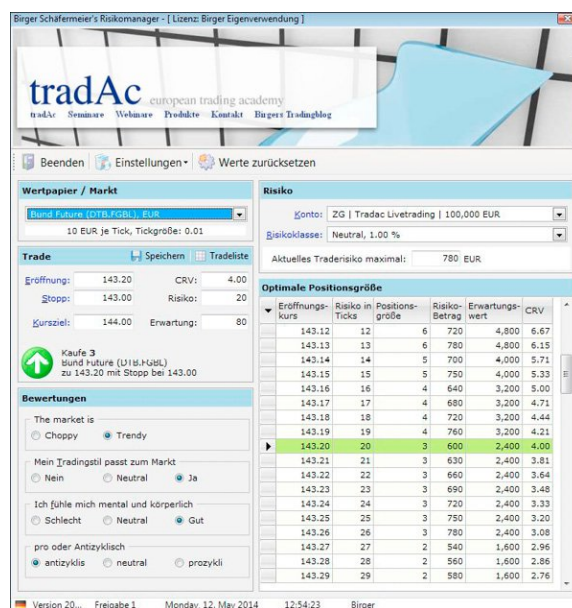 Birger Schäfermeier's Risikomanager - [ Lizenz: Birger Eigenverwendung ]
tradAc european trading academy
tradAc Seminare Webinare Produkte Kontakt Birgers Tradingblog
Beenden Einstellungen Werte zurücksetzen
Wertpapier / Markt
Bund Future (DTB.FGBL), EUR
10 EUR je Tick, Tickgröße: 0.01
Trade Speichern Tradeliste
Eröffnung: 143.20 CRV: 4.00
Stopp: 143.00 Risiko: 20
Kursziel: 144.00 Erwartung: 80
Kaufe 3
Bund Future (DTB.FGBL)
zu 143.20 mit Stopp bei 143.00
Bewertungen
The market is
Choppy Trendy
Mein Tradingstil passt zum Markt
Nein Neutral Ja
Ich fühle mich mental und körperlich
Schlecht Neutral Gut
pro oder Antizyklisch
antizyklis neutral prozykli
Risiko
Konto: ZG | Tradac Livetrading | 100,000 EUR
Risikoklasse: Neutral, 1.00 %
Aktuelles Traderisiko maximal: 780 EUR
Optimale Positionsgröße
Eröffnungs- Risiko in Positions- Risiko- Erwartungs- CRV
kurs Ticks größe Betrag wert
143.12 12 6 720 4,800 6.67
143.13 13 6 780 4,800 6.15
143.14 14 5 700 4,000 5.71
143.15 15 5 750 4,000 5.33
143.16 16 4 640 3,200 5.00
143.17 17 4 680 3,200 4.71
143.18 18 4 720 3,200 4.44
143.19 19 4 760 3,200 4.21
143.20 20 3 600 2,400 4.00
143.21 21 3 630 2,400 3.81
143.22 22 3 660 2,400 3.64
143.23 23 3 690 2,400 3.48
143.24 24 3 720 2,400 3.33
143.25 25 3 750 2,400 3.20
143.26 26 3 780 2,400 3.08
143.27 27 2 540 1,600 2.96
143.28 28 2 560 1,600 2.86
143.29 29 2 580 1,600 2.76
Version 20... Freigabe 1 Monday, 12. May 2014 12:54:23 Birger